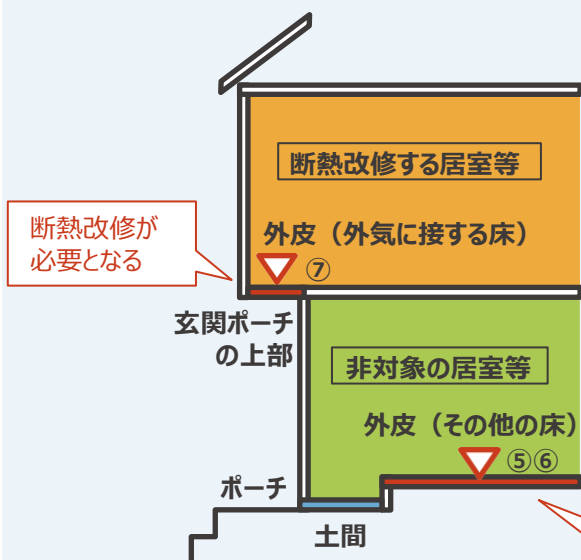 断熱改修する居室等
断熱改修が
必要となる
外皮（外気に接する床）
⑦
玄関ポーチ
の上部
非対象の居室等
外皮（その他の床）
⑤⑥
ポーチ
土間